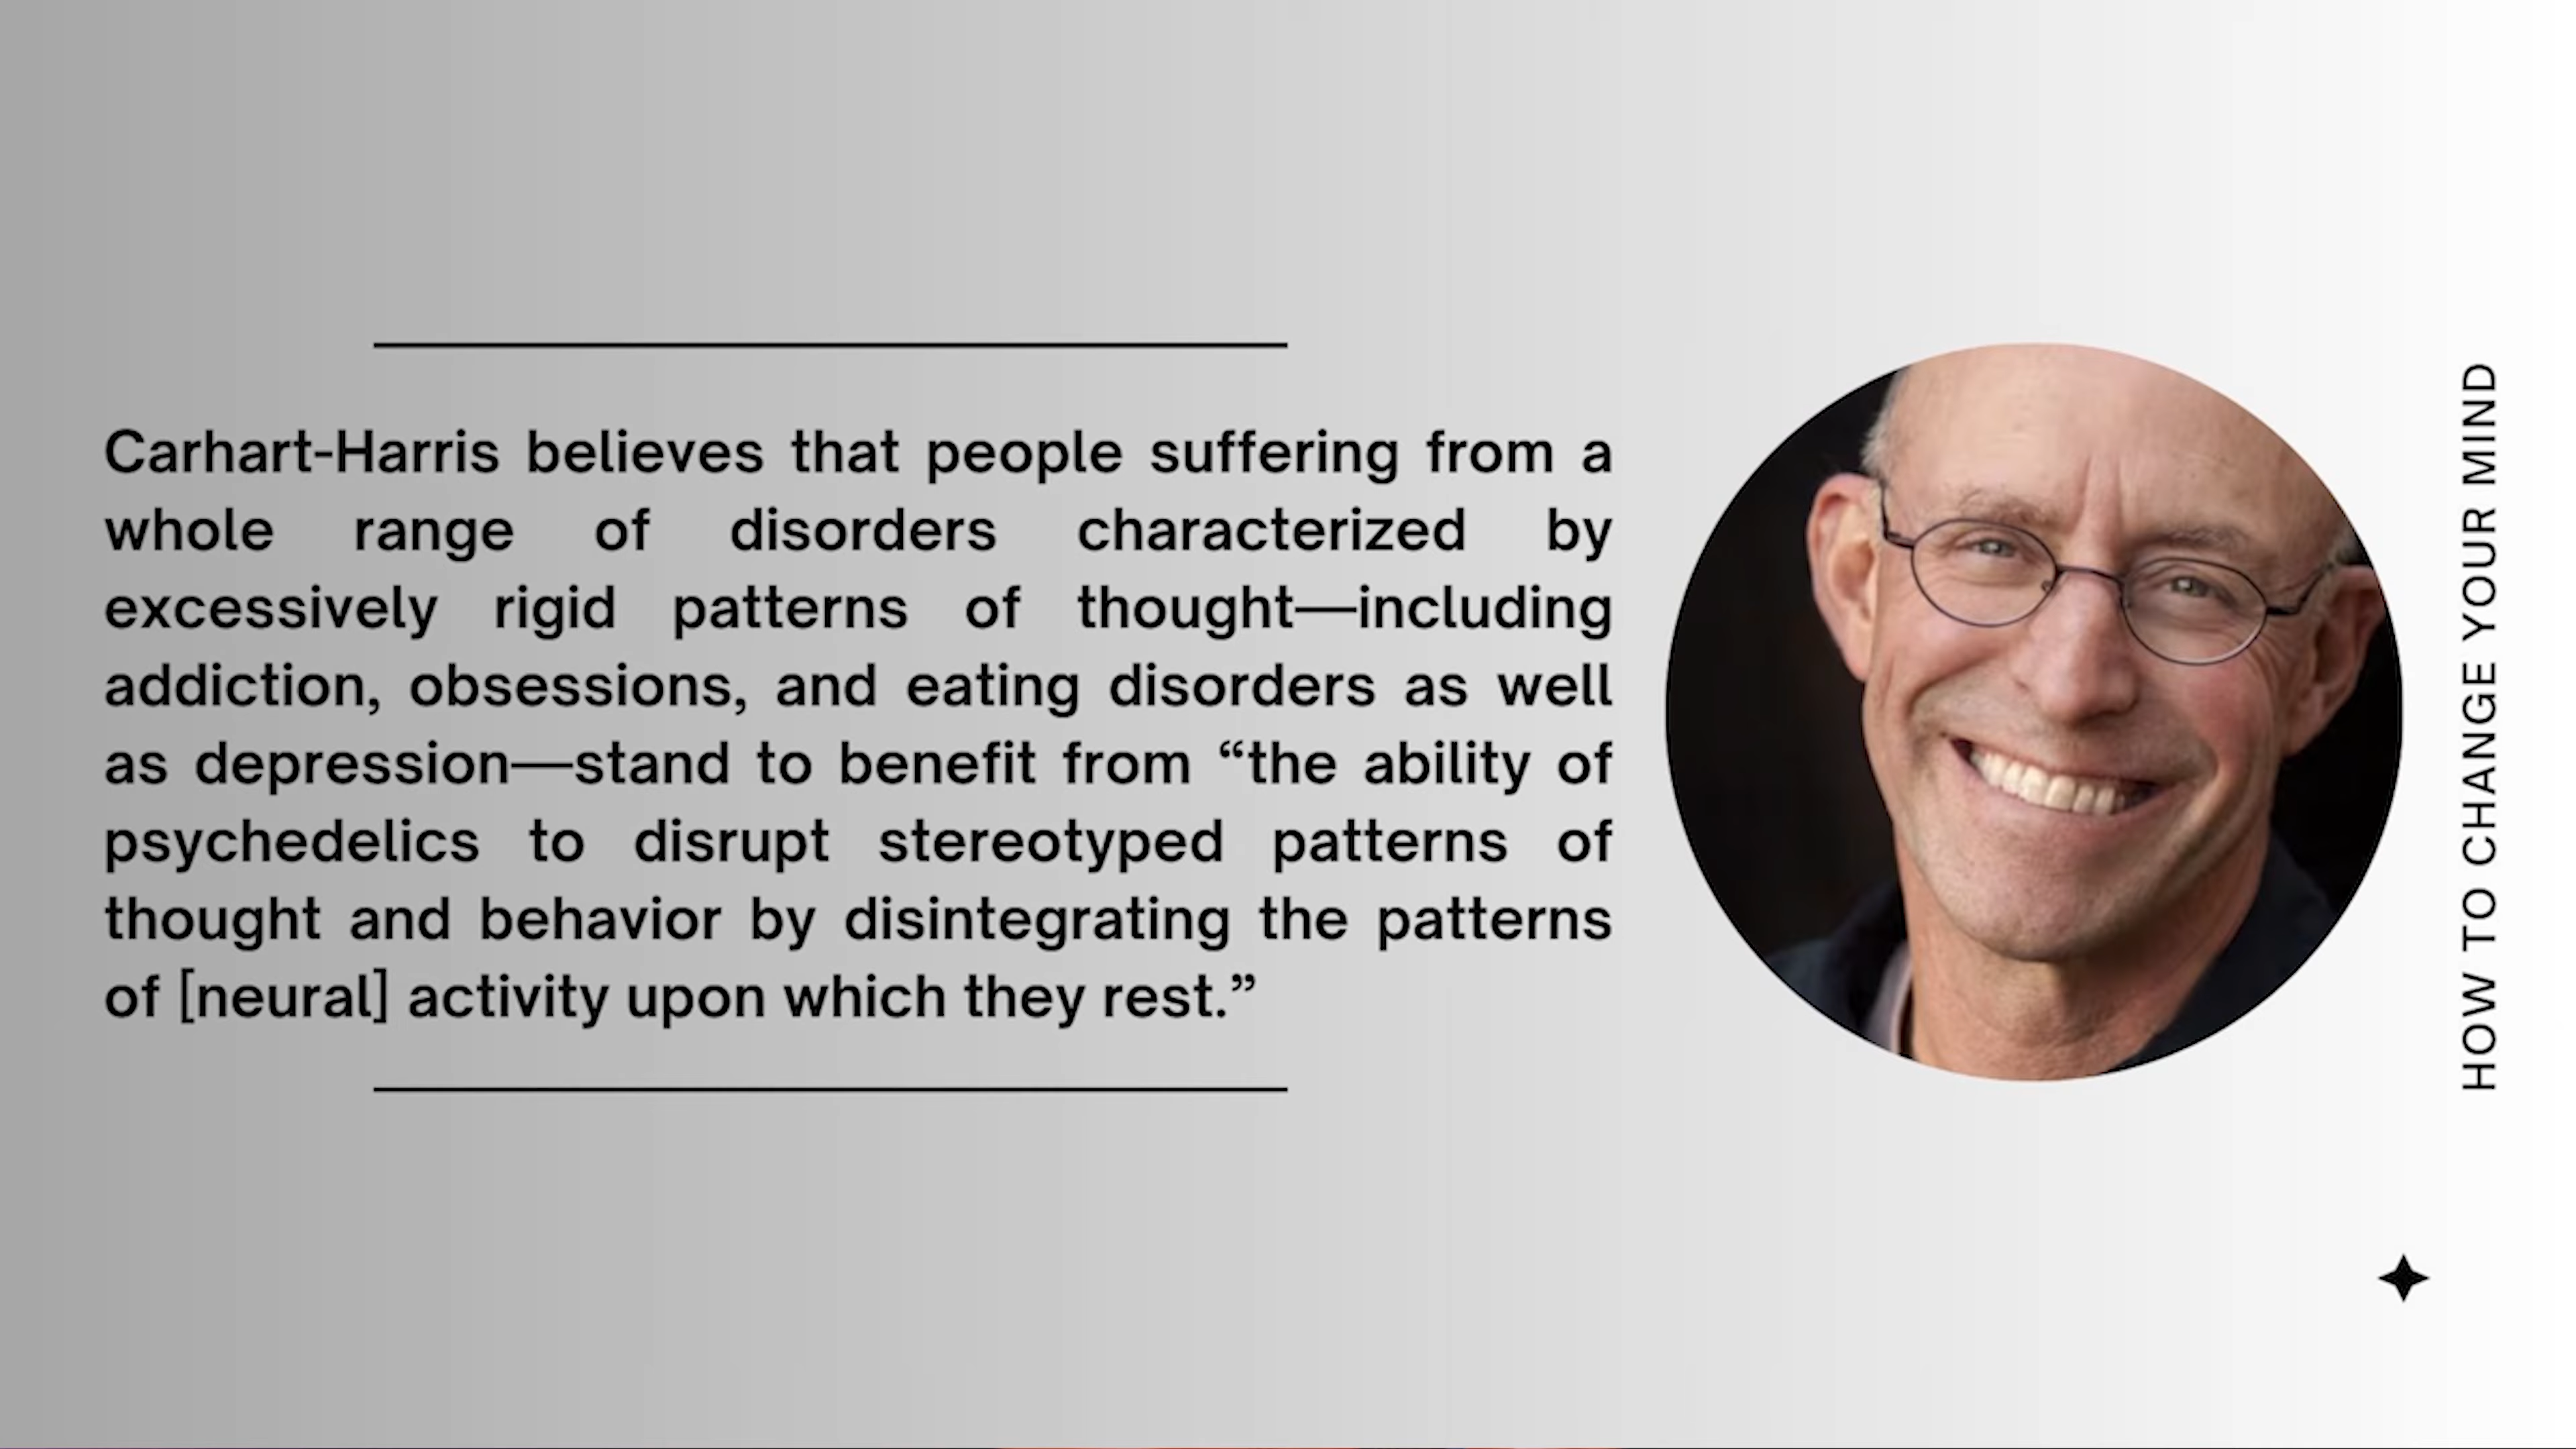 Carhart-Harris believes that people suffering from a
whole range of disorders characterized by
excessively rigid patterns of thought—including
addiction, obsessions, and eating disorders as well
as depression—stand to benefit from “the ability of
psychedelics to disrupt stereotyped patterns of
thought and behavior by disintegrating the patterns
of [neural] activity upon which they rest.”
HOW TO CHANGE YOUR MIND